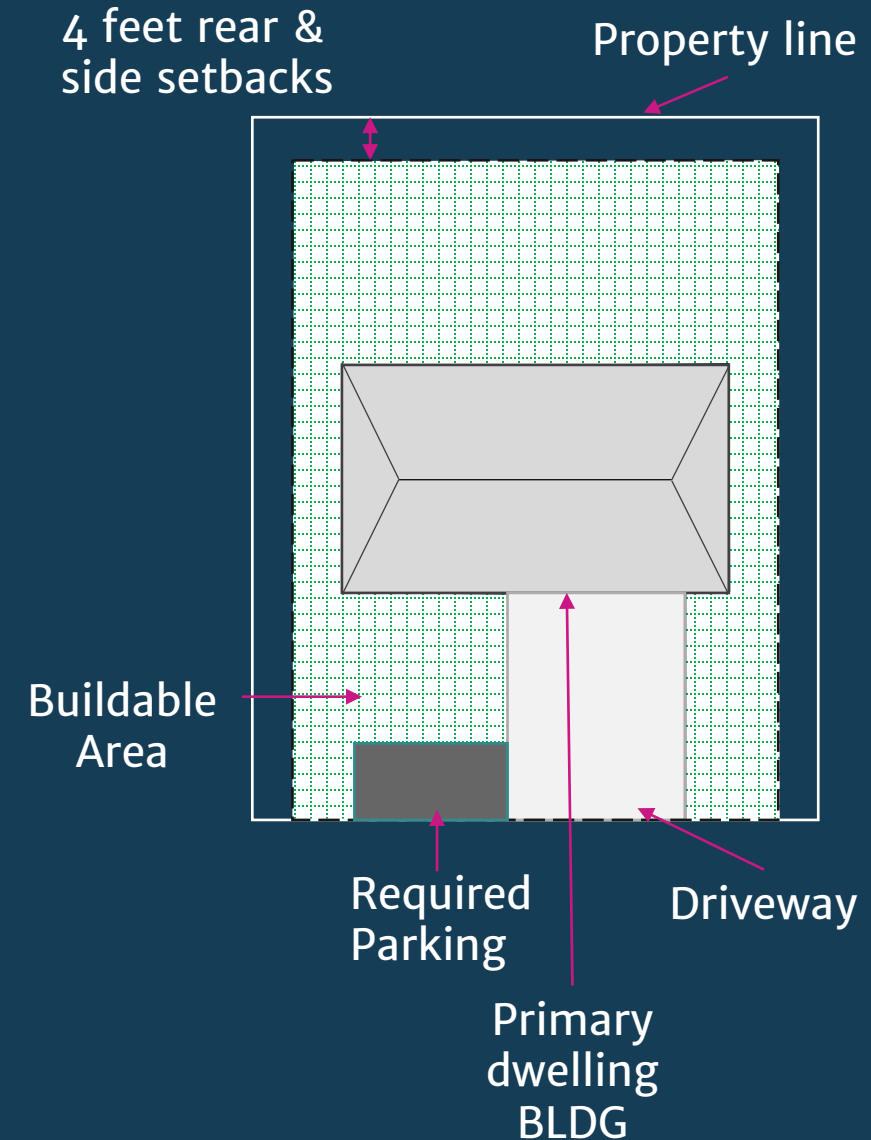 4 feet rear &
side setbacks
Property line
Buildable
Area
Required
Parking
Driveway
Primary
dwelling
BLDG